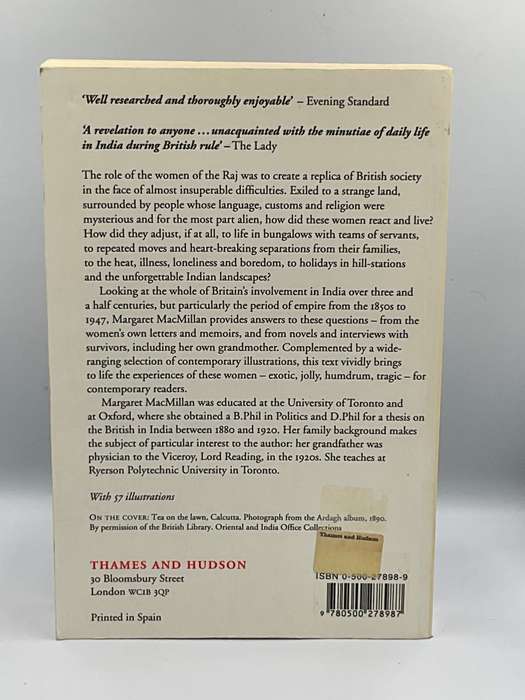 ‘Well researched and thoroughly enjoyable’ – Evening Standard
‘A revelation to anyone ... unacquainted with the minutiae of daily life
in India during British rule’ – The Lady
The role of the women of the Raj was to create a replica of British society
in the face of almost insuperable difficulties. Exiled to a strange land,
surrounded by people whose language, customs and religion were
mysterious and for the most part alien, how did these women react and live?
How did they adjust, if at all, to life in bungalows with teams of servants,
to repeated moves and heart-breaking separations from their families,
to the heat, illness, loneliness and boredom, to holidays in hill-stations
and the unforgettable Indian landscapes?
Looking at the whole of Britain's involvement in India over three and
a half centuries, but particularly the period of empire from the 1850s to
1947, Margaret MacMillan provides answers to these questions – from the
women's own letters and memoirs, and from novels and interviews with
survivors, including her own grandmother. Complemented by a wide-
ranging selection of contemporary illustrations, this text vividly brings
to life the experiences of these women – exotic, jolly, humdrum, tragic – for
contemporary readers.
Margaret MacMillan was educated at the University of Toronto and
at Oxford, where she obtained a B.Phil in Politics and D.Phil for a thesis on
the British in India between 1880 and 1920. Her family background makes
the subject of particular interest to the author: her grandfather was
physician to the Viceroy, Lord Reading, in the 1920s. She teaches at
Ryerson Polytechnic University in Toronto.
With 57 illustrations
ON THE COVER: Tea on the lawn, Calcutta. Photograph from the Ardagh album, 1890.
By permission of the British Library. Oriental and India Office Collections
Thames and Hudson
THAMES AND HUDSON
30 Bloomsbury Street
London WC1B 3QP
Printed in Spain
ISBN 0-500-27898-9
9 780500 278987